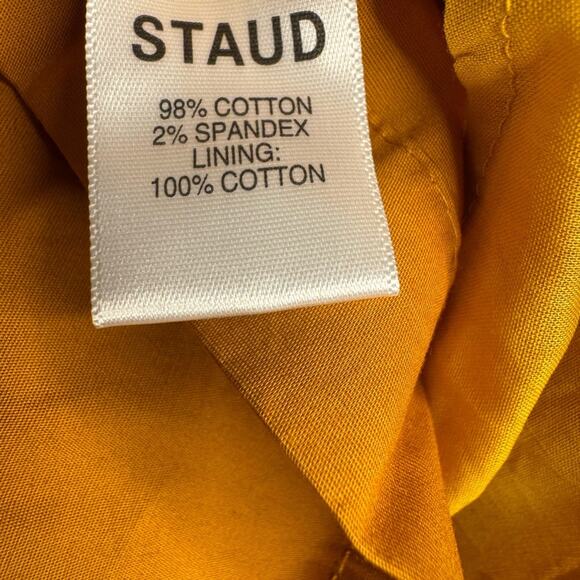 STAUD
98% COTTON
2% SPANDEX
LINING:
100% COTTON